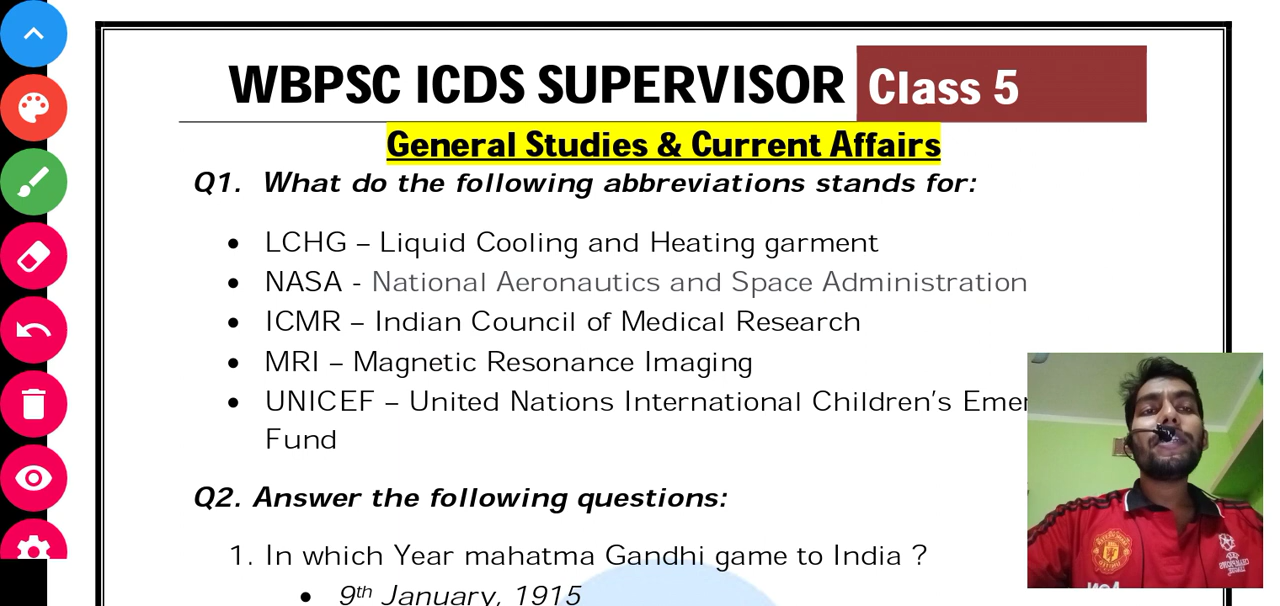 WBPSC ICDS SUPERVISOR Class 5
General Studies & Current Affairs
Q1. What do the following abbreviations stands for:
• LCHG – Liquid Cooling and Heating garment
• NASA - National Aeronautics and Space Administration
• ICMR – Indian Council of Medical Research
• MRI – Magnetic Resonance Imaging
• UNICEF – United Nations International Children's Emer
Fund
Q2. Answer the following questions:
1. In which Year mahatma Gandhi game to India ?
• 9th January, 1915